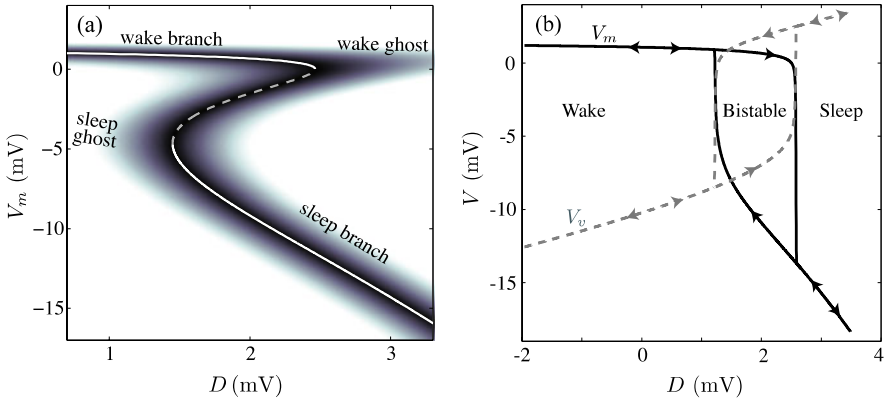 (a)
wake branch
wake ghost
sleep
ghost
sleep branch
0
−5
−10
−15
V_m (mV)
1
2
3
D (mV)
(b)
V_m
Wake
Bistable
Sleep
V_v
0
−5
−10
−15
V (mV)
-2
0
2
4
D (mV)